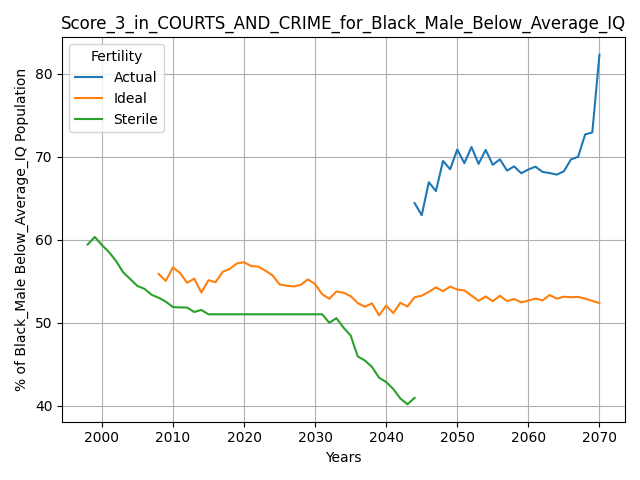 Score_3_in_COURTS_AND_CRIME_for_Black_Male_Below_Average_IQ
Fertility
Actual
Ideal
Sterile
% of Black_Male Below_Average_IQ Population
80
70
60
50
40
2000
2010
2020
2030
2040
2050
2060
2070
Years